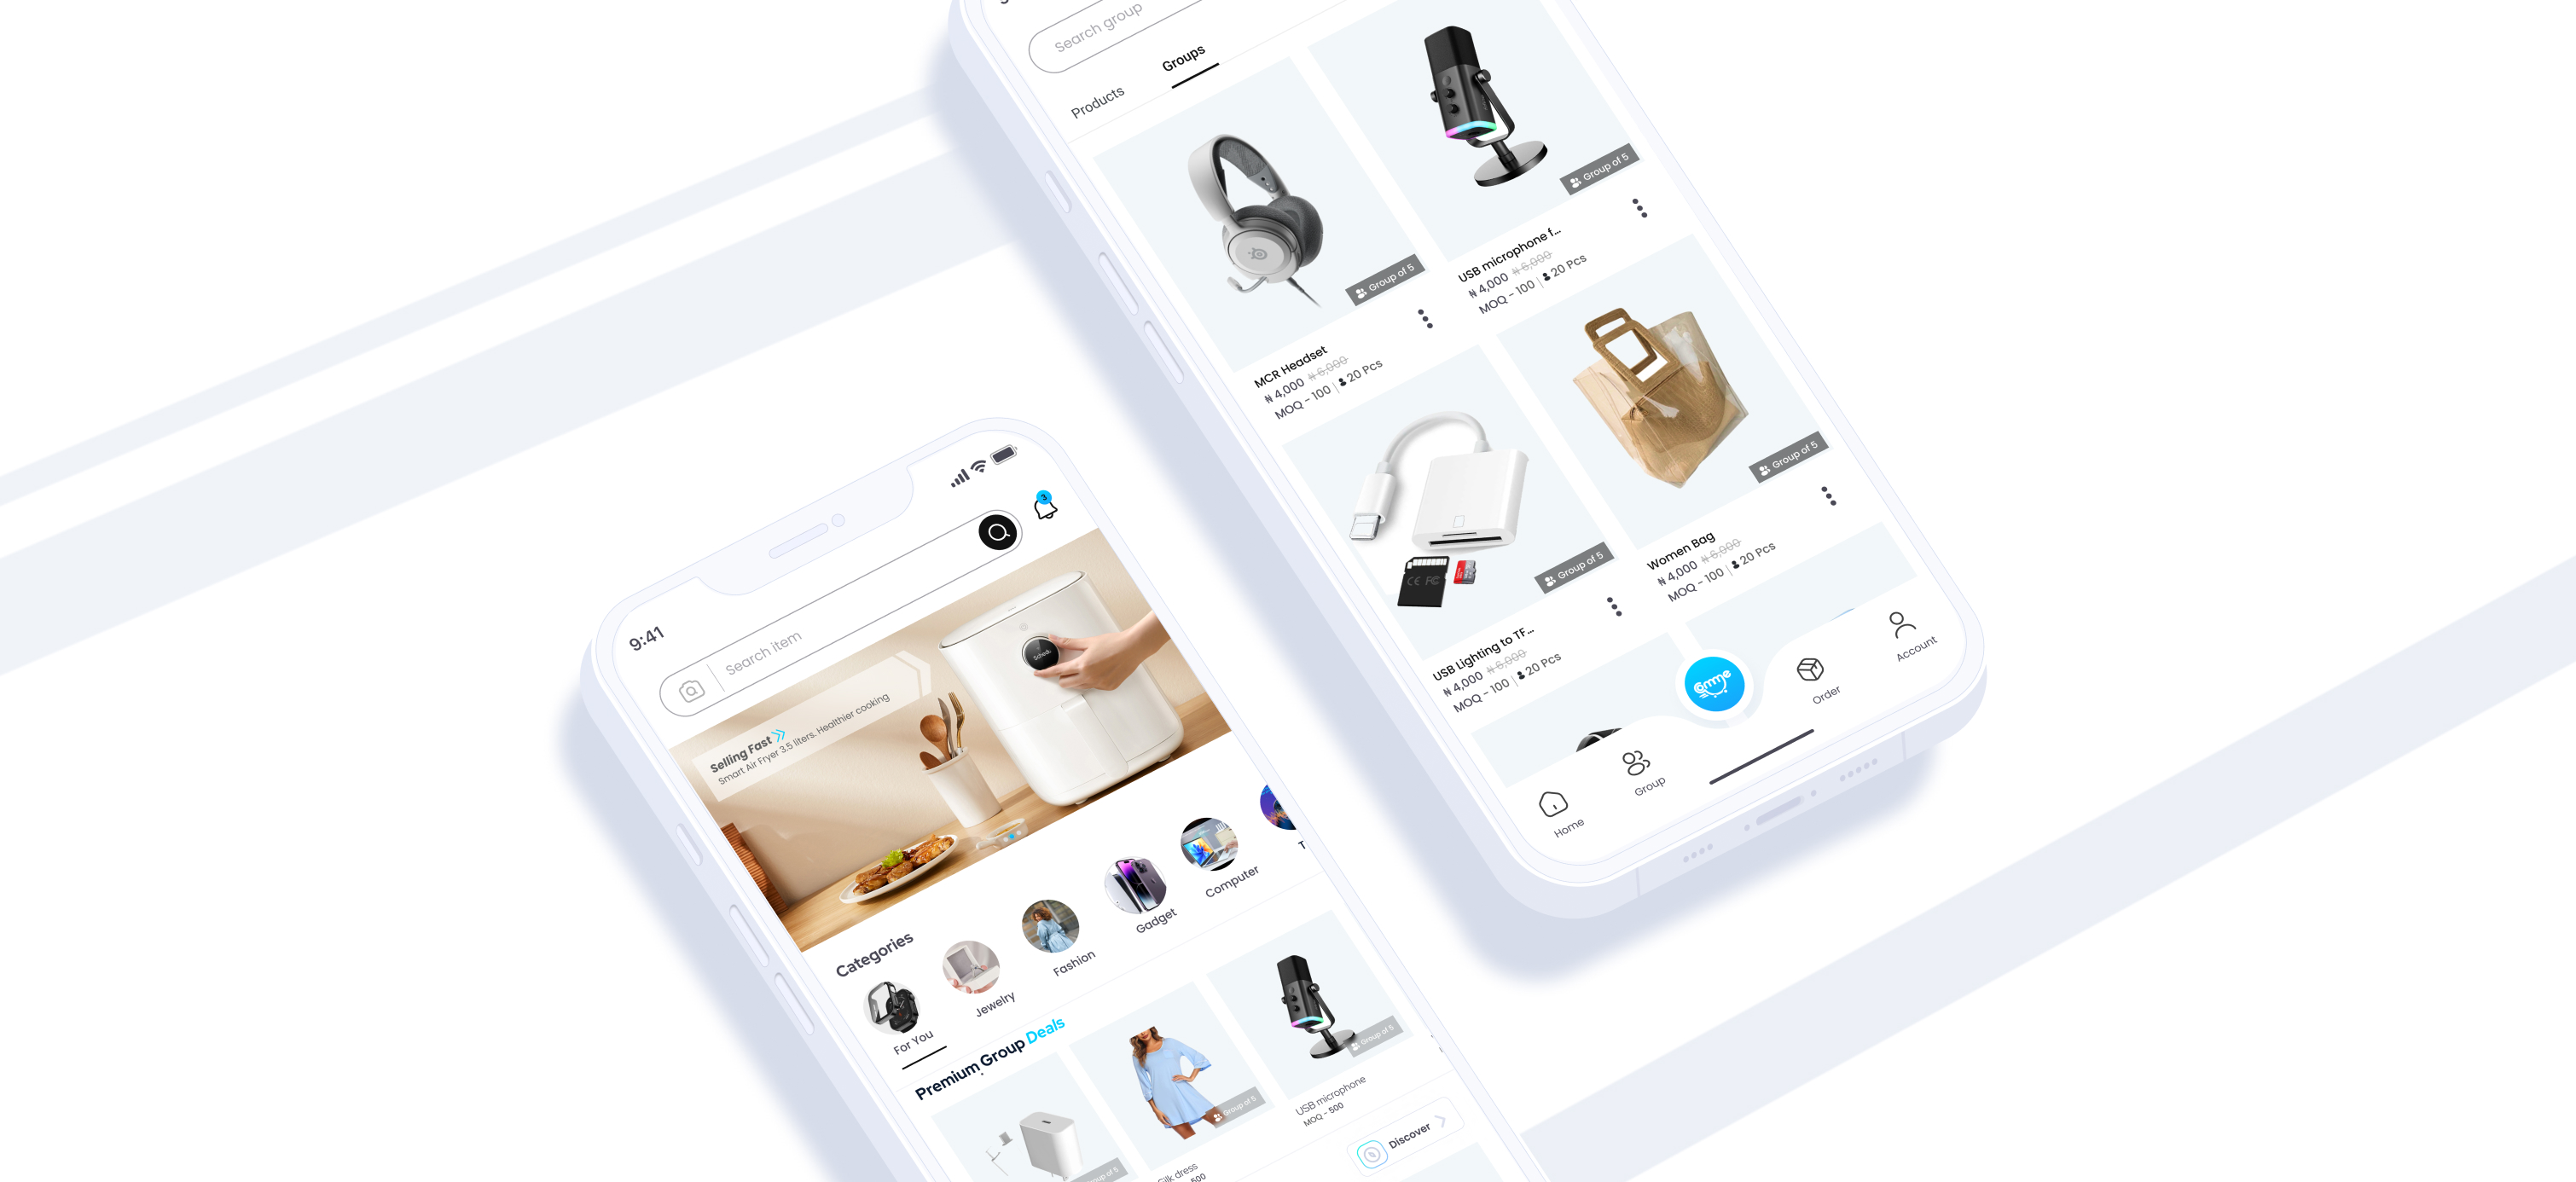 9:41
Search item
3
Selling Fast
Smart Air Fryer 3.5 liters. Healthier cooking
Categories
For You
Jewelry
Fashion
Gadget
Computer
T
Premium Group Deals
Group of 5
Group of 5
USB microphone
MOQ - 500
Silk dress
500
Discover
Search group
Products
Groups
Group of 5
MCR Headset
₦ 4,000 ₦ 6,000
MOQ - 100 | 20 Pcs
Group of 5
USB microphone f...
₦ 4,000 ₦ 6,000
MOQ - 100 | 20 Pcs
CE FC
Group of 5
USB Lighting to TF...
₦ 4,000 ₦ 6,000
MOQ - 100 | 20 Pcs
Group of 5
Women Bag
₦ 4,000 ₦ 6,000
MOQ - 100 | 20 Pcs
Home
Group
Order
Account